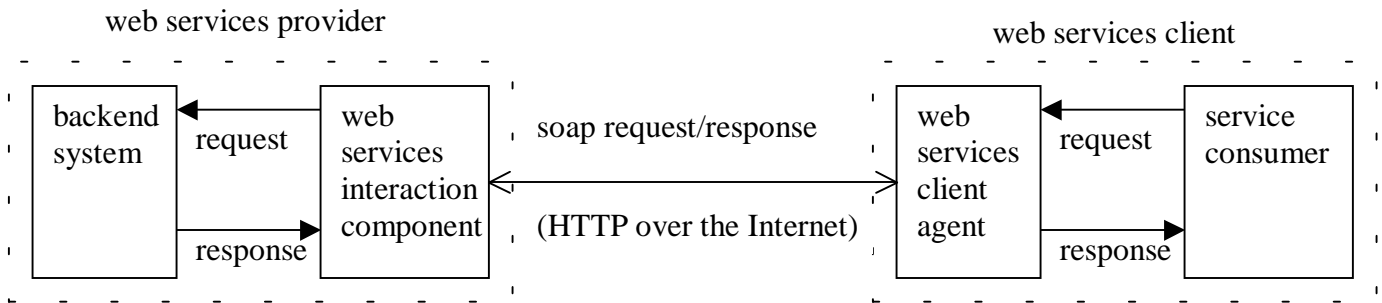 web services provider
web services client
backend
system
request
response
web
services
interaction
component
soap request/response
(HTTP over the Internet)
web
services
client
agent
request
response
service
consumer